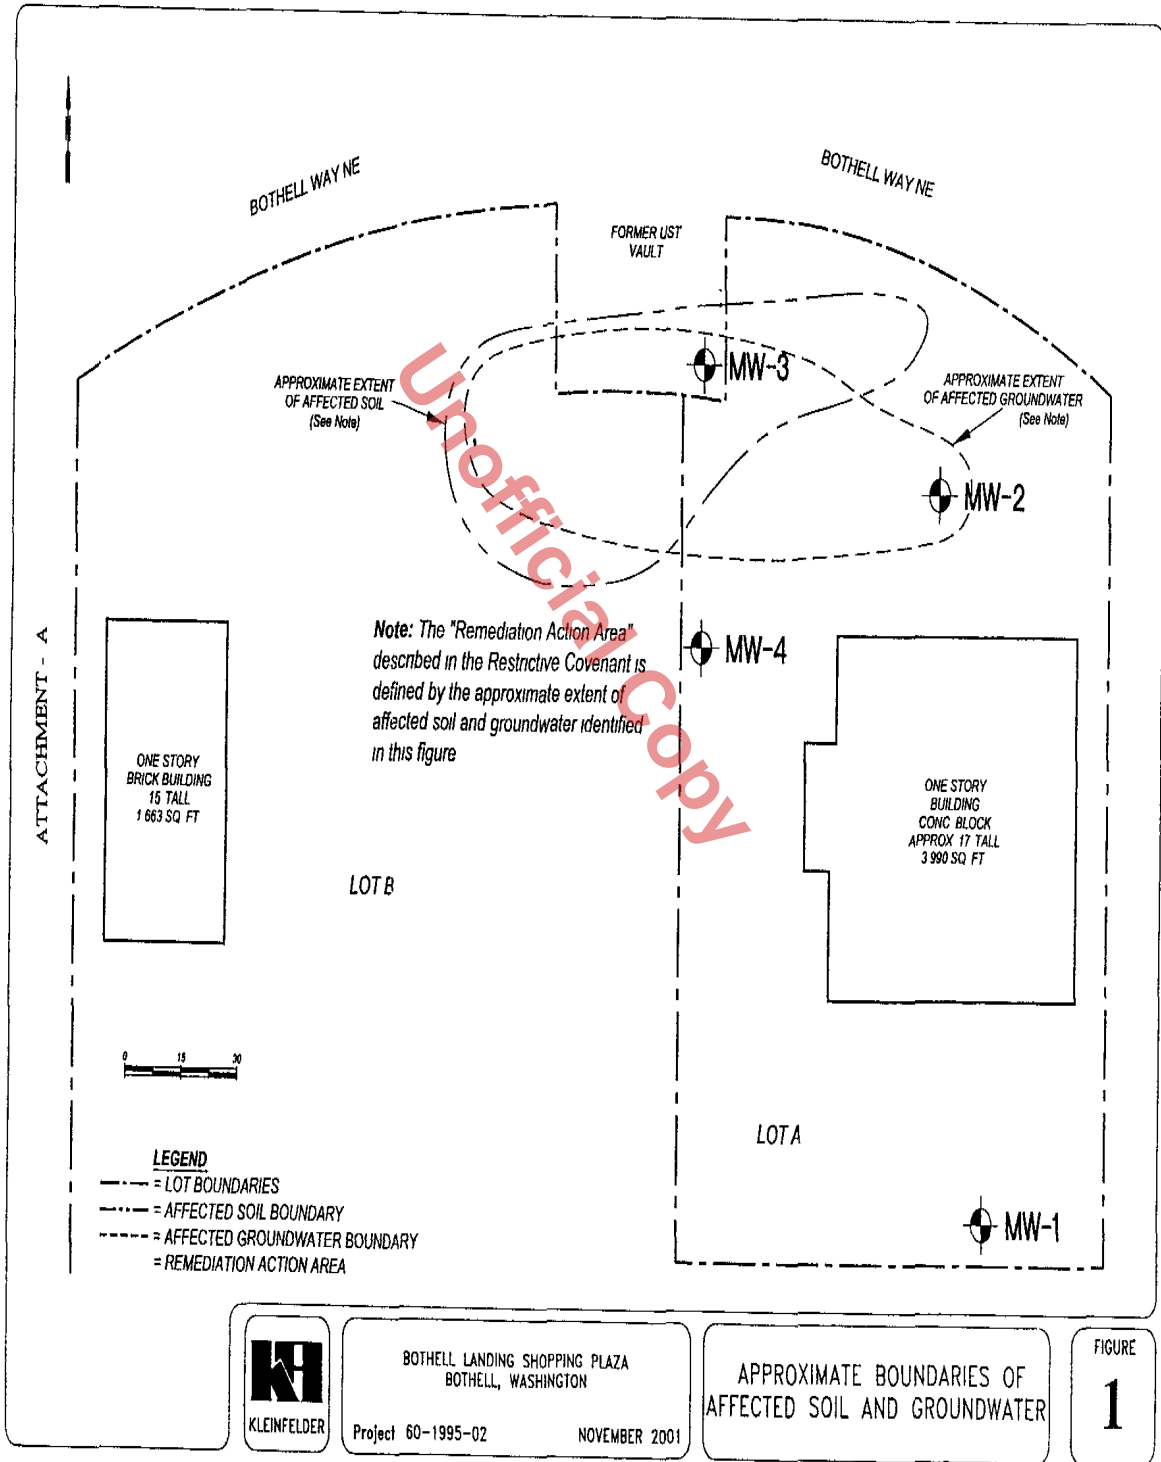 BOTHELL WAY NE
BOTHELL WAY NE
FORMER UST
VAULT
APPROXIMATE EXTENT
OF AFFECTED SOIL
(See Note)
MW-3
APPROXIMATE EXTENT
OF AFFECTED GROUNDWATER
(See Note)
MW-2
Unofficial Copy
Note: The "Remediation Action Area"
described in the Restrictive Covenant is
defined by the approximate extent of
affected soil and groundwater identified
in this figure
MW-4
ATTACHMENT - A
ONE STORY
BRICK BUILDING
15 TALL
1 663 SQ FT
ONE STORY
BUILDING
CONC BLOCK
APPROX 17 TALL
3 990 SQ FT
LOT B
0 15 30
LOT A
LEGEND
= LOT BOUNDARIES
= AFFECTED SOIL BOUNDARY
= AFFECTED GROUNDWATER BOUNDARY
= REMEDIATION ACTION AREA
MW-1
KLEINFELDER
BOTHELL LANDING SHOPPING PLAZA
BOTHELL, WASHINGTON
Project 60-1995-02 NOVEMBER 2001
APPROXIMATE BOUNDARIES OF
AFFECTED SOIL AND GROUNDWATER
FIGURE
1